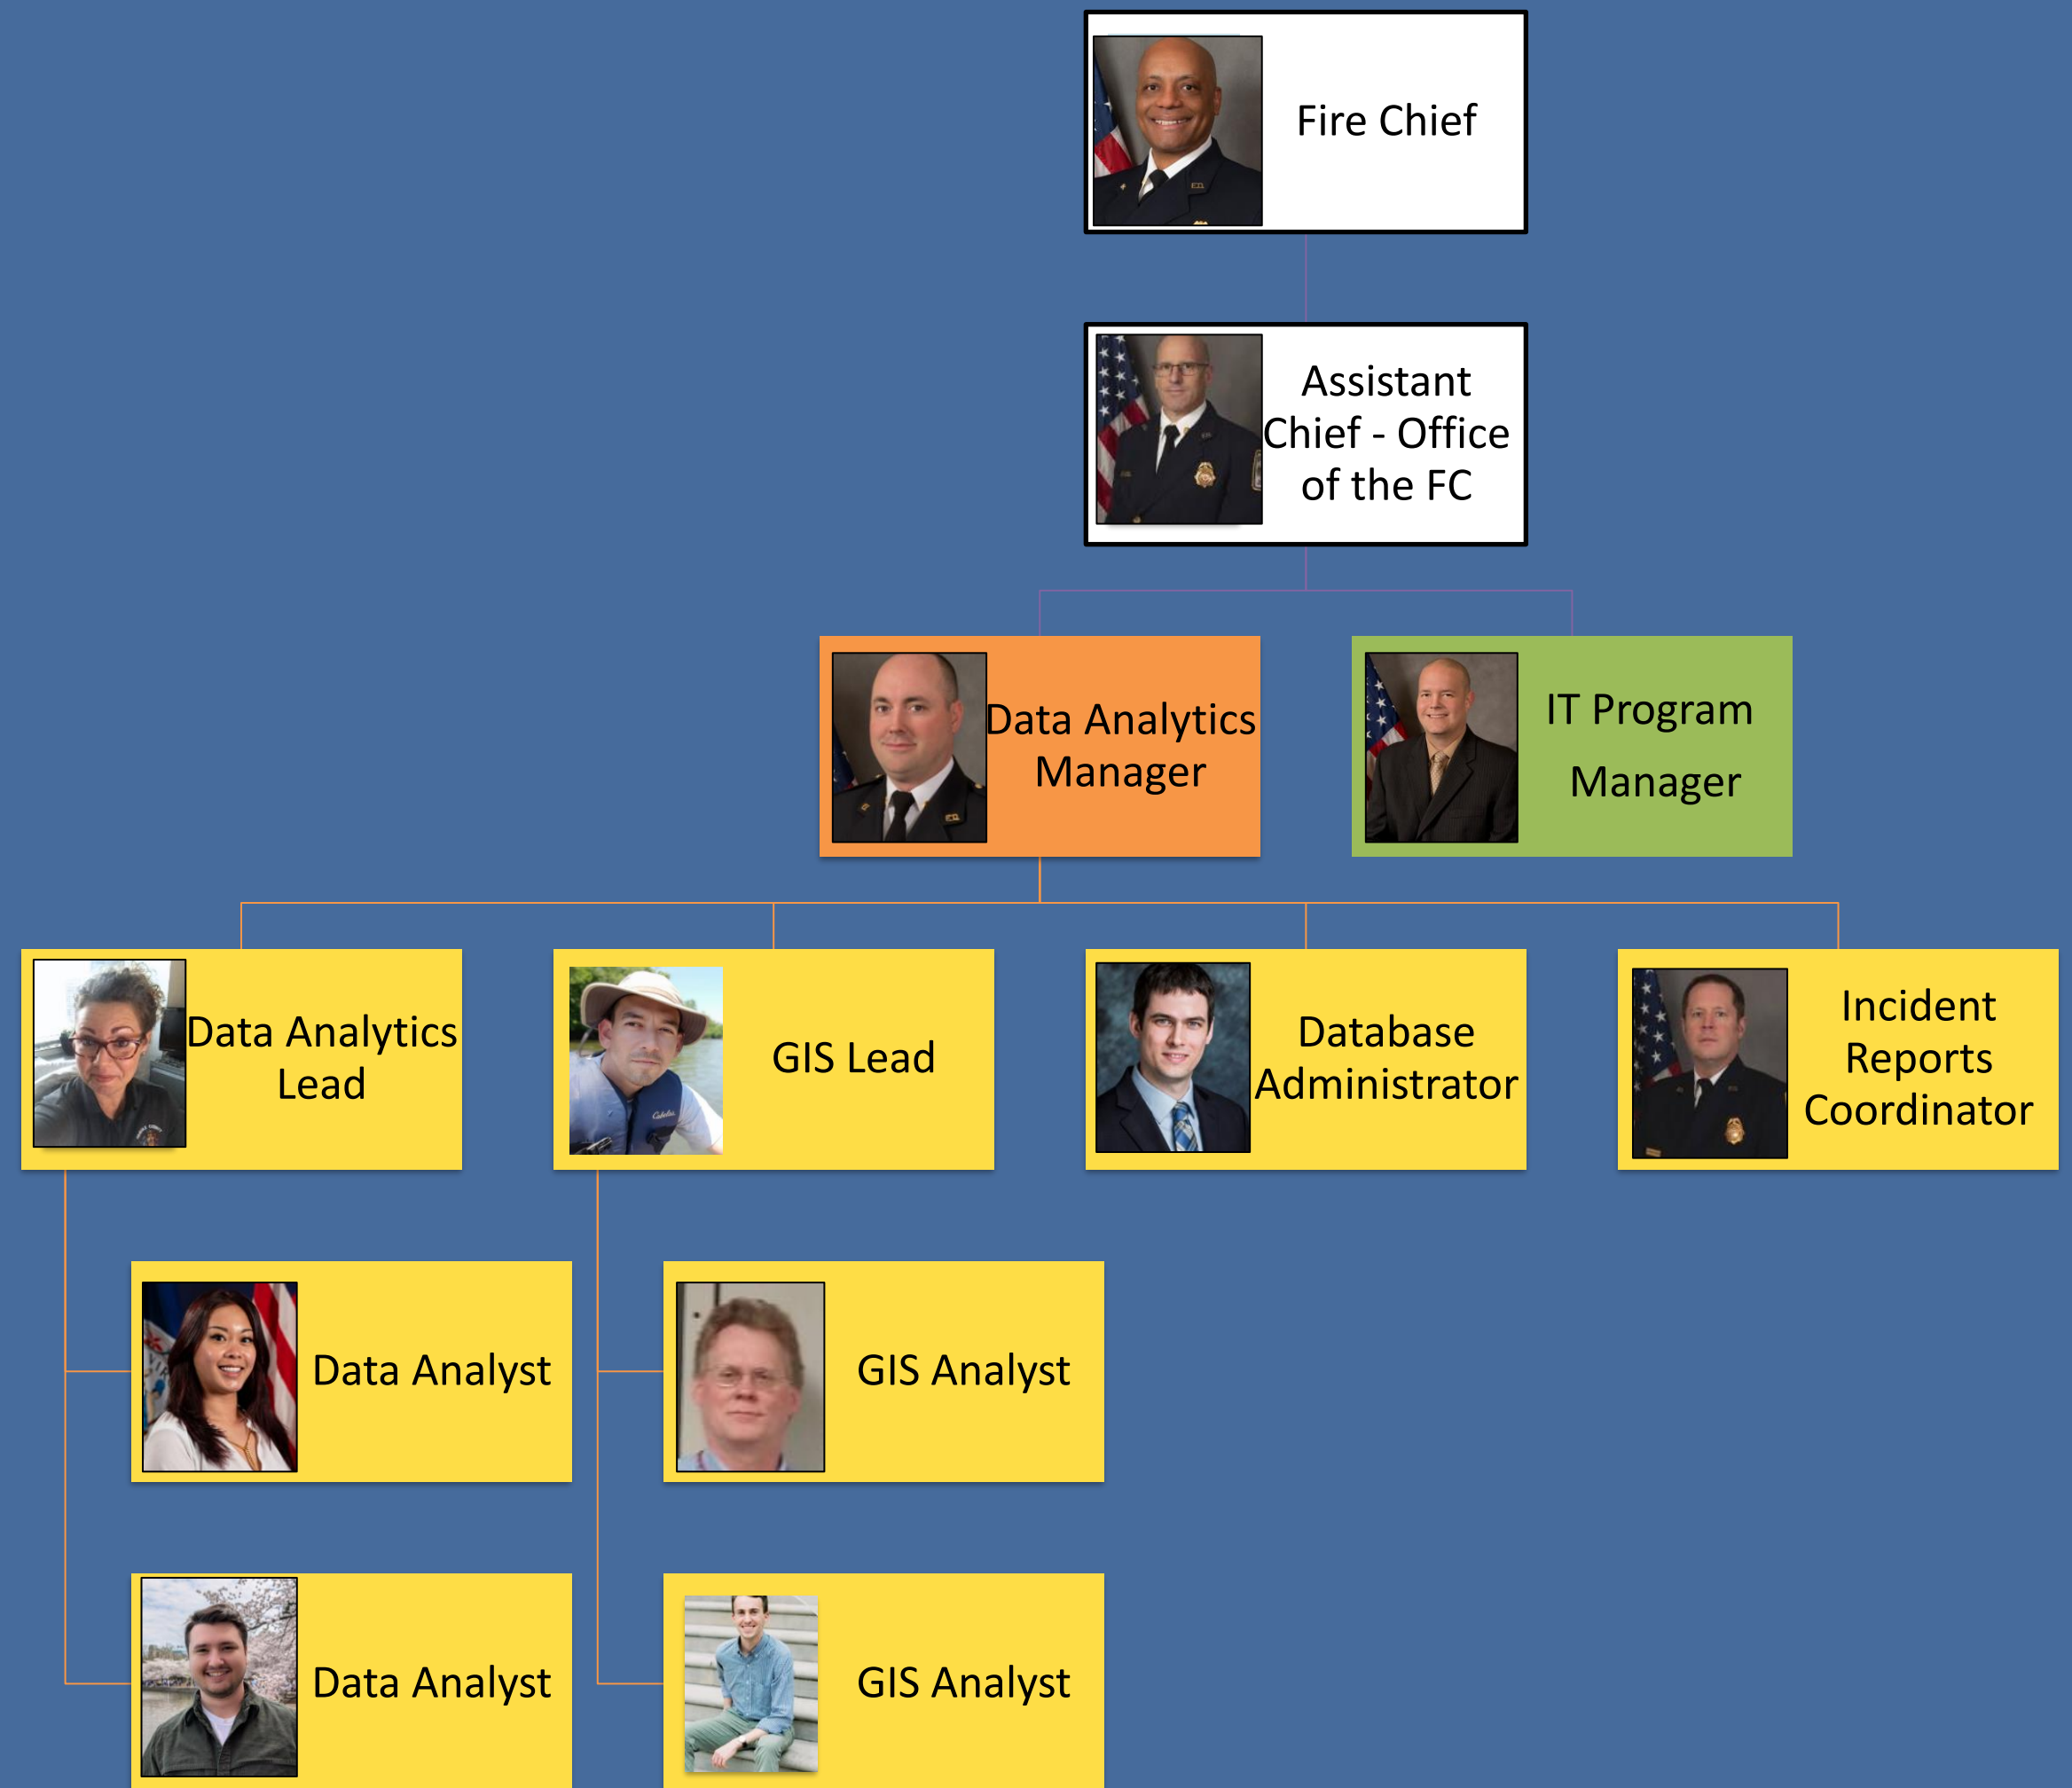 Fire Chief
Assistant
Chief - Office
of the FC
Data Analytics
Manager
IT Program
Manager
Data Analytics
Lead
GIS Lead
Database
Administrator
Incident
Reports
Coordinator
Data Analyst
GIS Analyst
Data Analyst
GIS Analyst